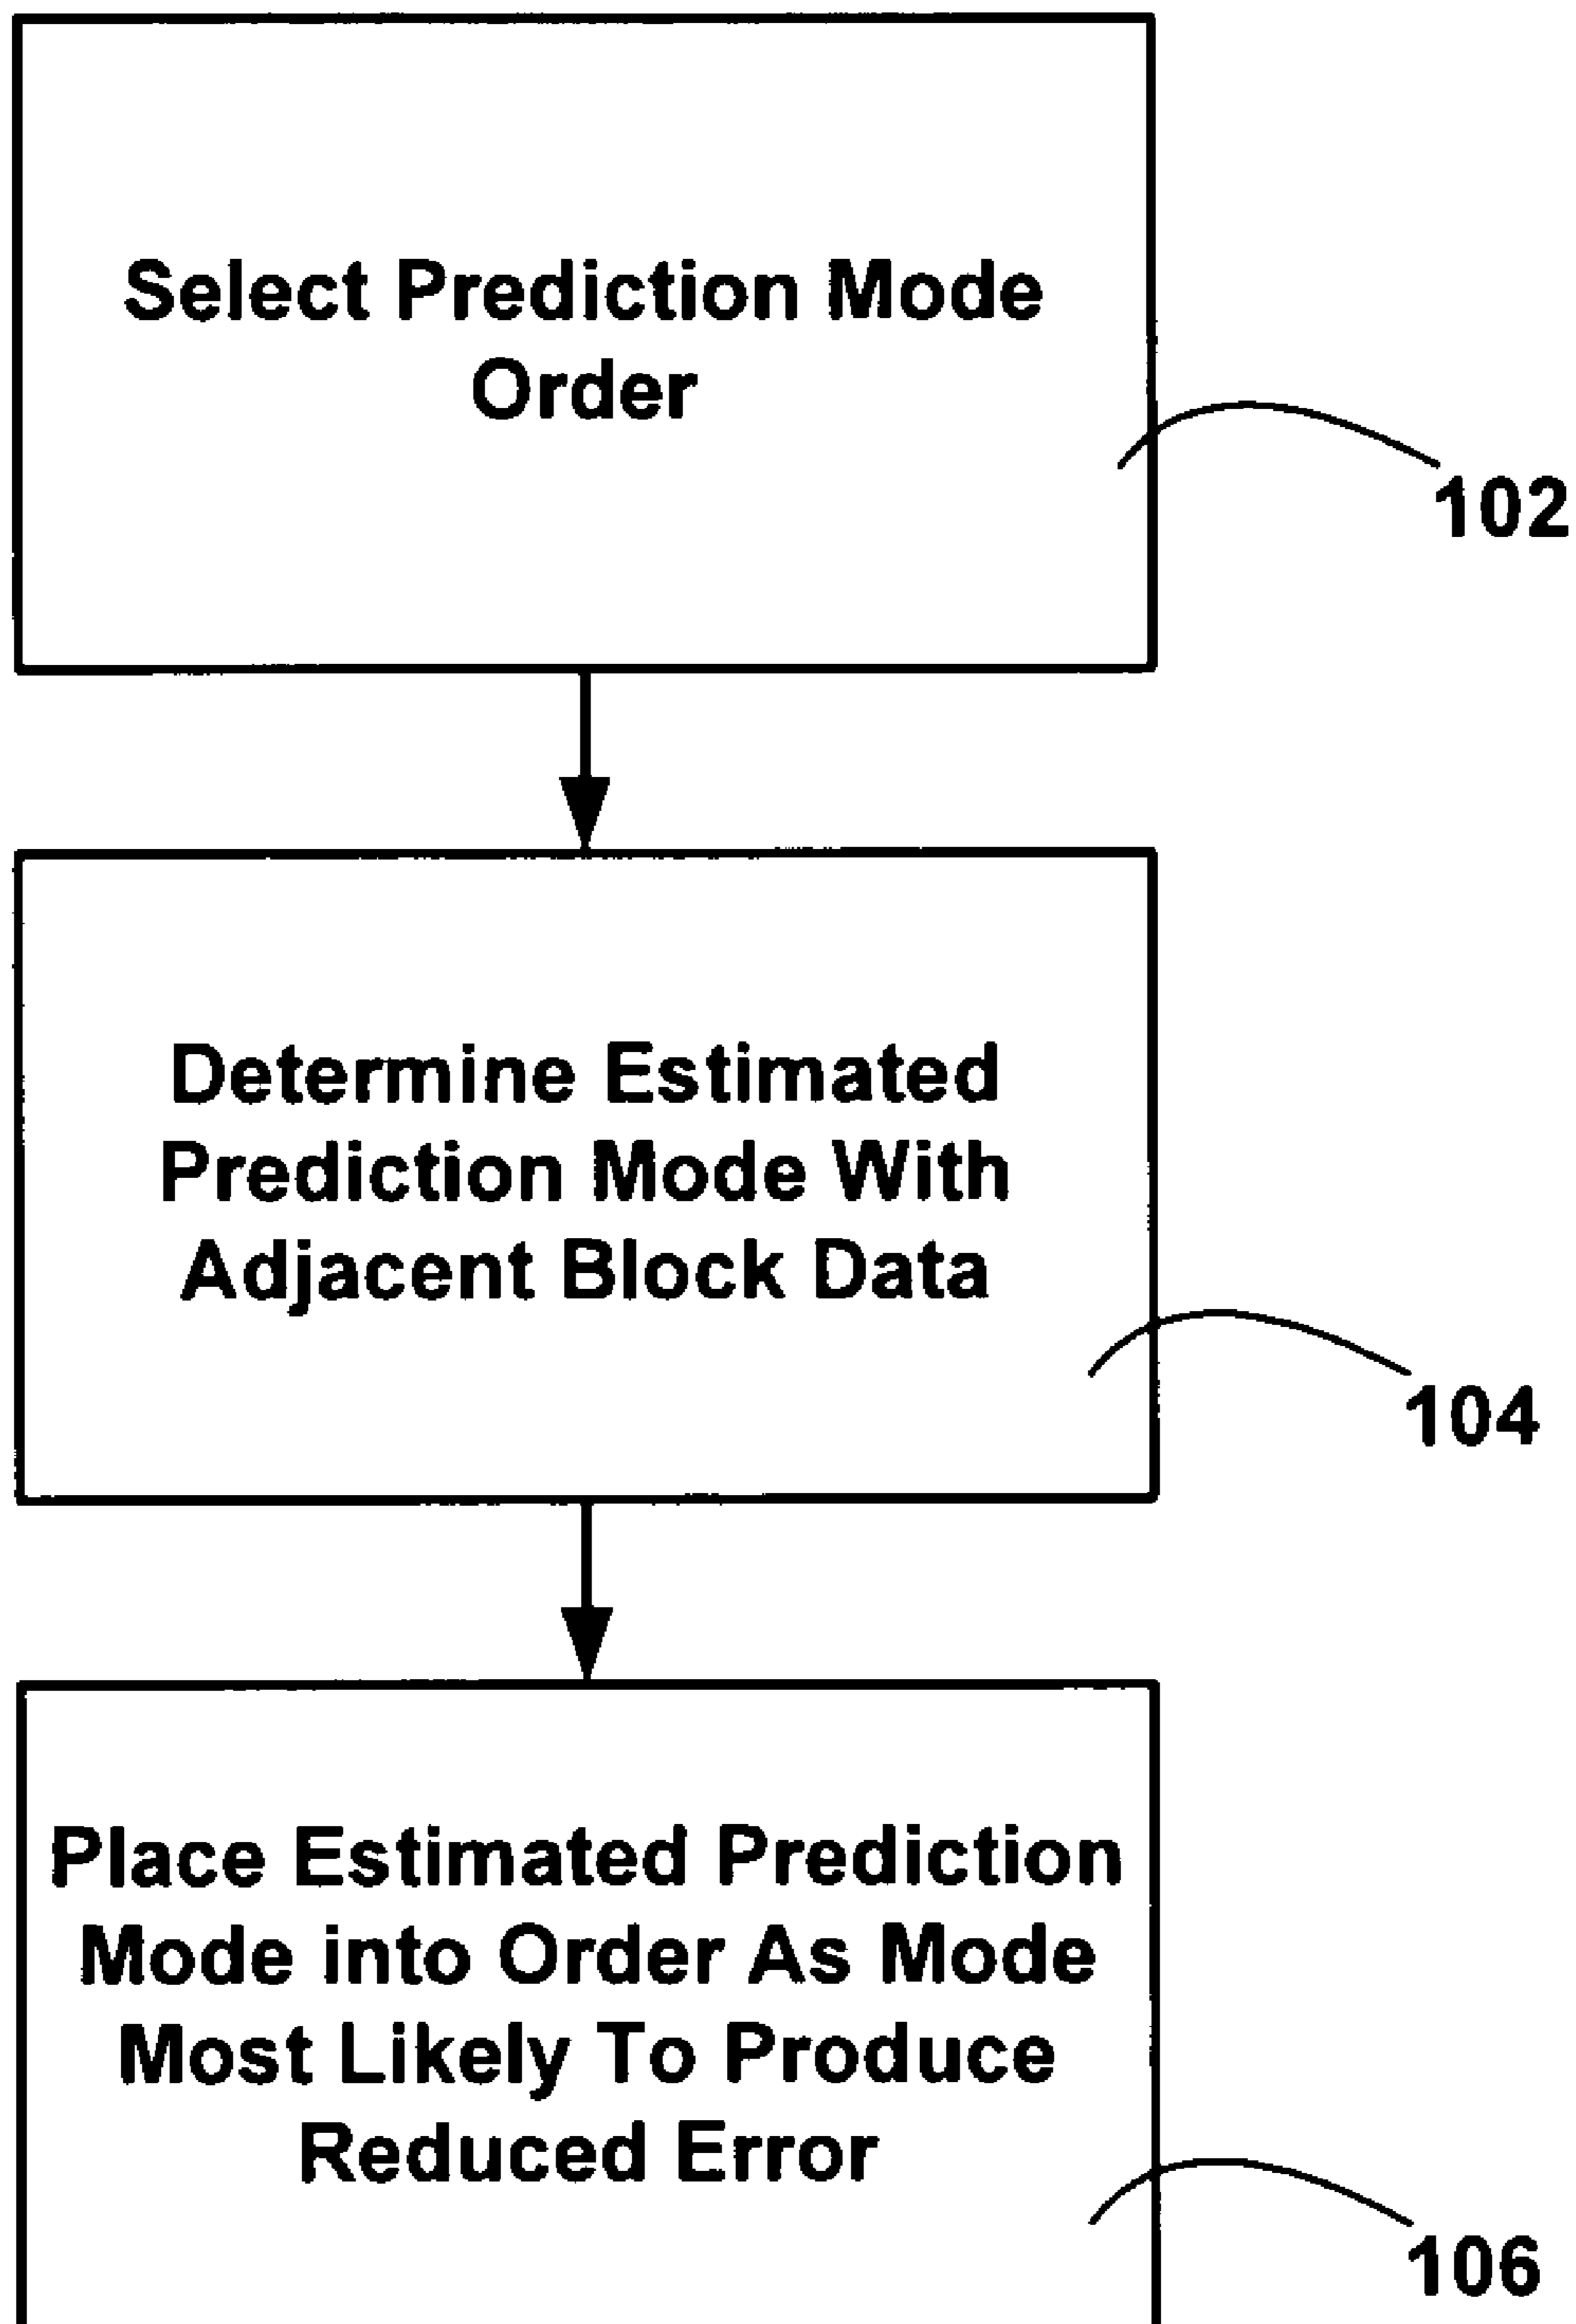 Select Prediction Mode
Order
102
Determine Estimated
Prediction Mode With
Adjacent Block Data
104
Place Estimated Prediction
Mode into Order As Mode
Most Likely To Produce
Reduced Error
106